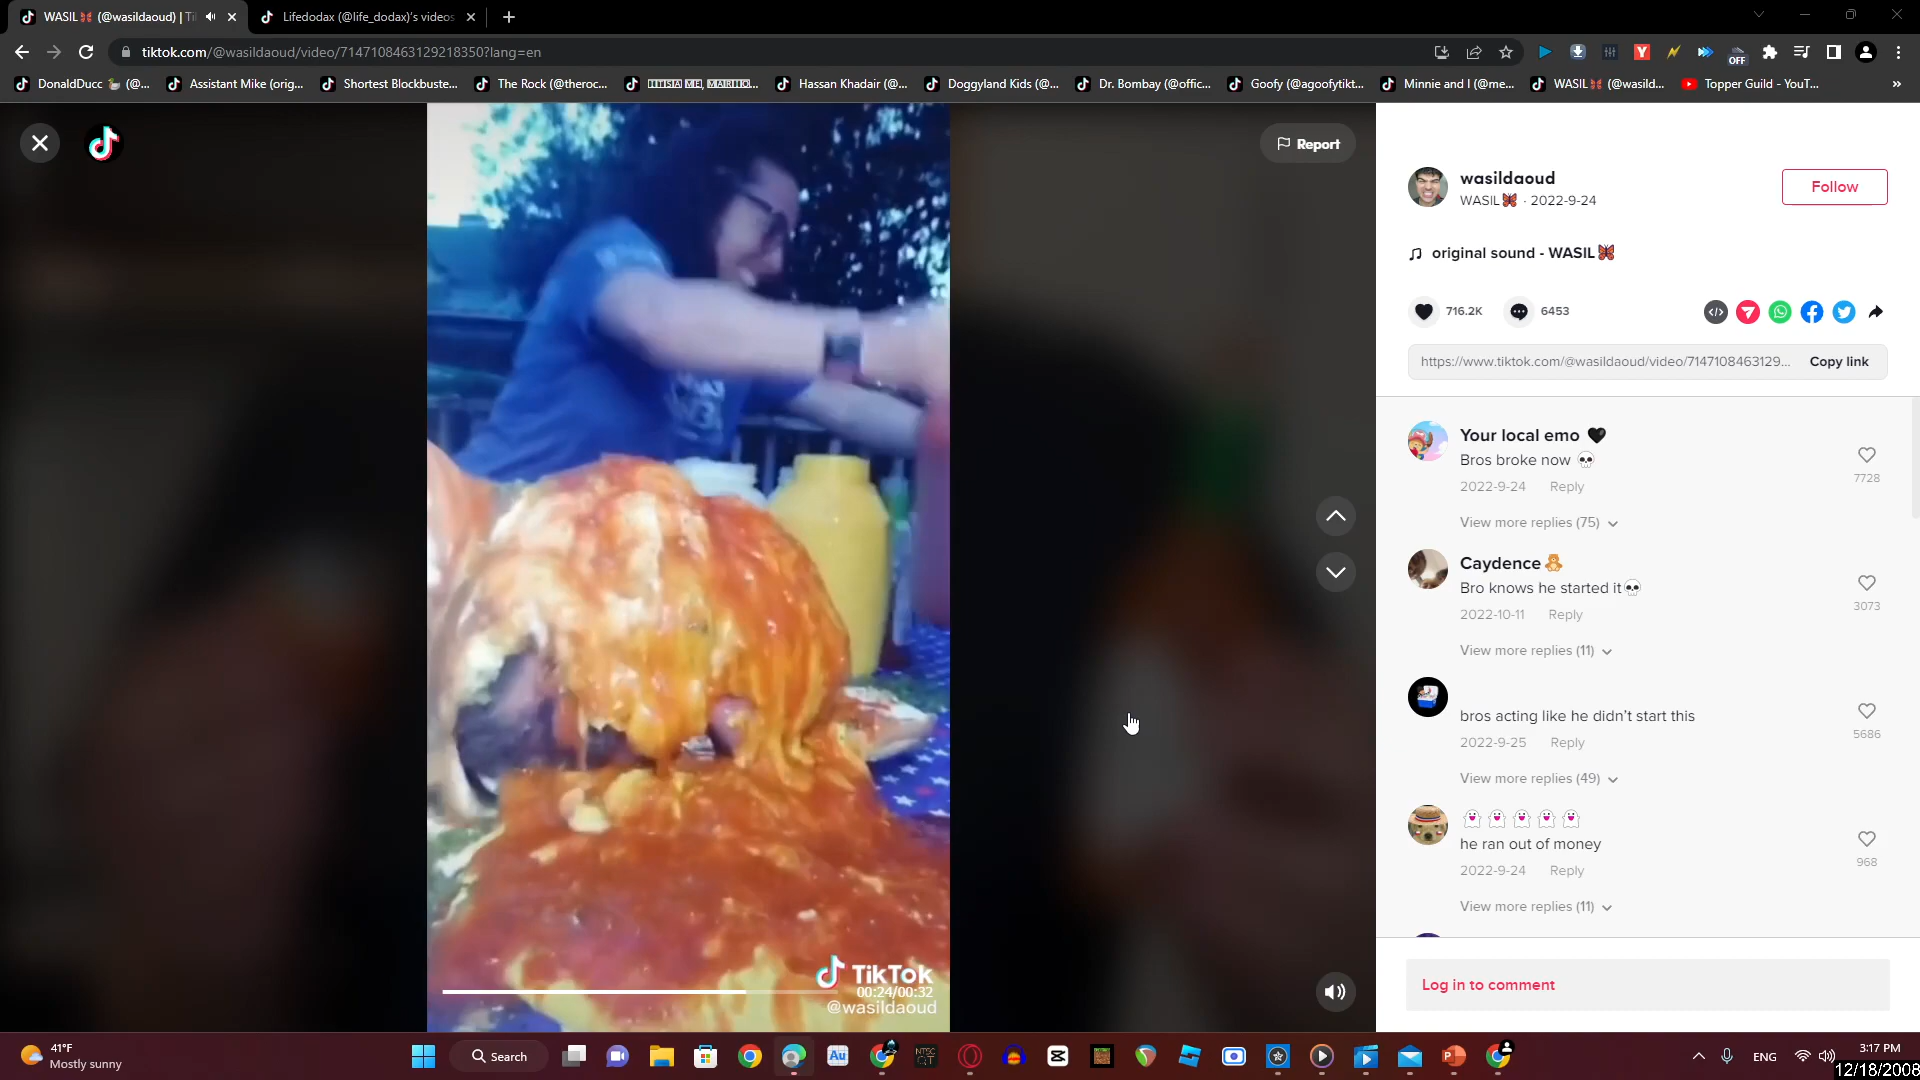 WASIL🦋 (@wasildaoud) | Ti
Lifedodax (@life_dodax)'s videos
tiktok.com/@wasildaoud/video/7147108463129218350?lang=en
OFF
DonaldDucc 🦆 (@...
Assistant Mike (orig...
Shortest Blockbuste...
The Rock (@theroc...
Hassan Khadair (@...
Doggyland Kids (@...
Dr. Bombay (@offic...
Goofy (@agoofytikt...
Minnie and I (@me...
WASIL🦋 (@wasild...
Topper Guild - YouT...
»
Report
wasildaoud
WASIL🦋 · 2022-9-24
Follow
original sound - WASIL🦋
716.2K
6453
https://www.tiktok.com/@wasildaoud/video/7147108463129...
Copy link
Your local emo 🖤
Bros broke now 💀
2022-9-24 Reply
7728
View more replies (75)
Caydence🧸
Bro knows he started it💀
2022-10-11 Reply
3073
View more replies (11)
bros acting like he didn't start this
2022-9-25 Reply
5686
View more replies (49)
👻👻👻👻👻
he ran out of money
2022-9-24 Reply
968
View more replies (11)
Log in to comment
TikTok
00:24/00:32
@wasildaoud
41°F
Mostly sunny
Search
Au
NTSC
ENG
3:17 PM
12/18/2008